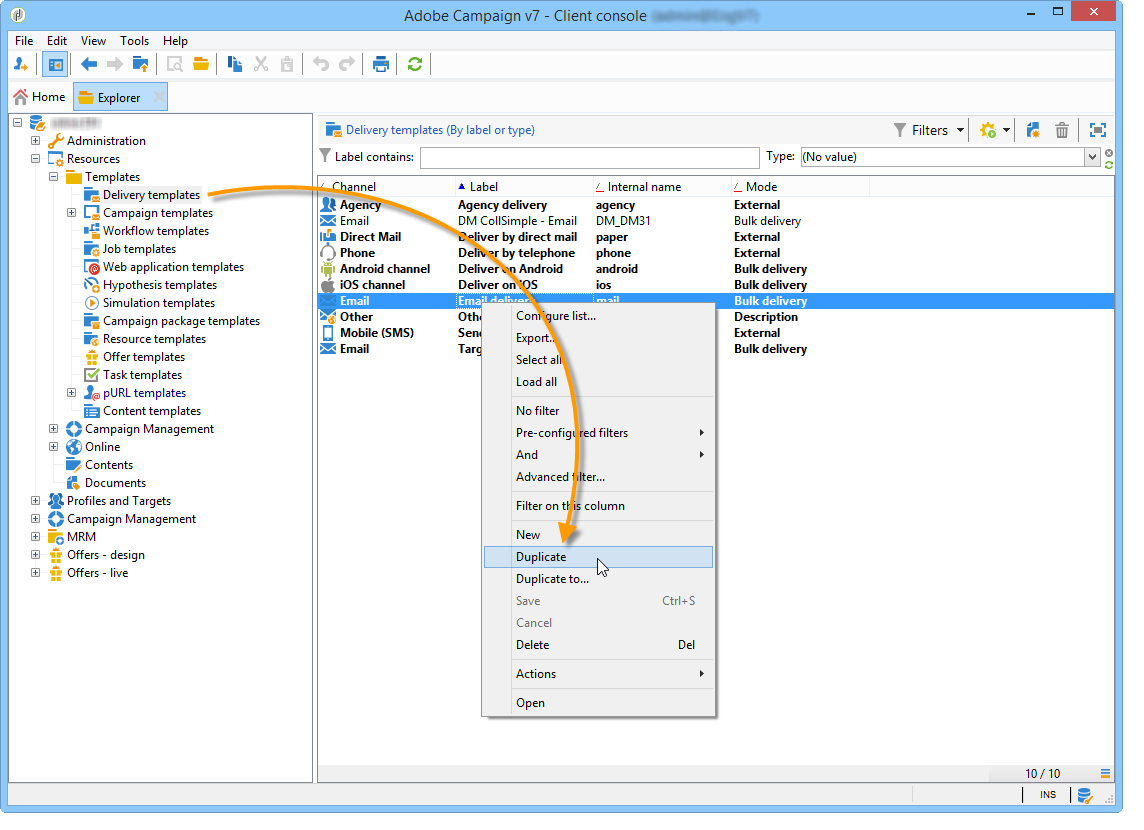 Adobe Campaign v7 - Client console
File Edit View Tools Help
Home Explorer
Administration
Resources
Templates
Delivery templates
Campaign templates
Workflow templates
Job templates
Web application templates
Hypothesis templates
Simulation templates
Campaign package templates
Resource templates
Offer templates
Task templates
pURL templates
Content templates
Campaign Management
Online
Contents
Documents
Profiles and Targets
Campaign Management
MRM
Offers - design
Offers - live
Delivery templates (By label or type) Filters
Label contains: Type: (No value)
Channel Label Internal name Mode
Agency Agency delivery agency External
Email DM CollSimple - Email DM_DM31 Bulk delivery
Direct Mail Deliver by direct mail paper External
Phone Deliver by telephone phone External
Android channel Deliver on Android android Bulk delivery
iOS channel Deliver on iOS ios Bulk delivery
Email Email delivery mail Bulk delivery
Other Othe Description
Mobile (SMS) Send External
Email Targ Bulk delivery
Configure list...
Export...
Select all
Load all
No filter
Pre-configured filters
And
Advanced filter...
Filter on this column
New
Duplicate
Duplicate to...
Save Ctrl+S
Cancel
Delete Del
Actions
Open
10 / 10
INS